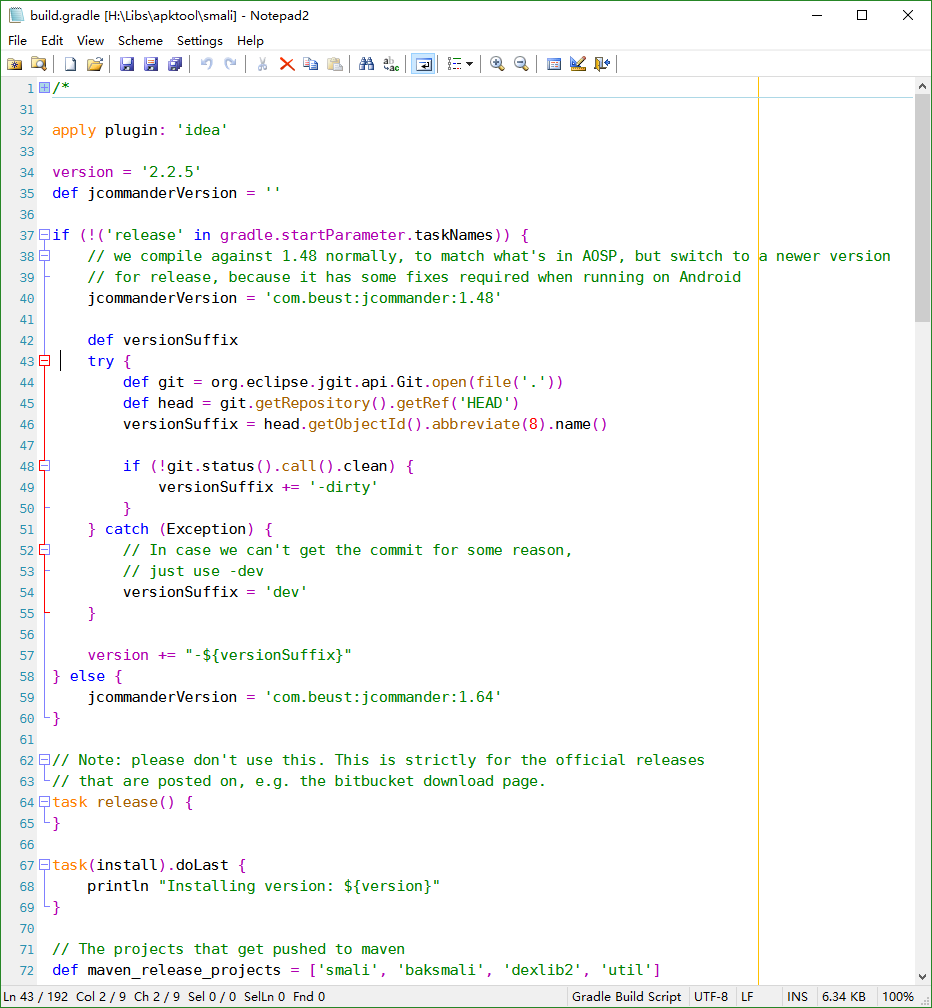 build.gradle [H:\Libs\apktool\smali] - Notepad2
File Edit View Scheme Settings Help
1 /*
31
32 apply plugin: 'idea'
33
34 version = '2.2.5'
35 def jcommanderVersion = ''
36
37 if (!('release' in gradle.startParameter.taskNames)) {
38     // we compile against 1.48 normally, to match what's in AOSP, but switch to a newer version
39     // for release, because it has some fixes required when running on Android
40     jcommanderVersion = 'com.beust:jcommander:1.48'
41
42     def versionSuffix
43     try {
44         def git = org.eclipse.jgit.api.Git.open(file('.'))
45         def head = git.getRepository().getRef('HEAD')
46         versionSuffix = head.getObjectId().abbreviate(8).name()
47
48         if (!git.status().call().clean) {
49             versionSuffix += '-dirty'
50         }
51     } catch (Exception) {
52         // In case we can't get the commit for some reason,
53         // just use -dev
54         versionSuffix = 'dev'
55     }
56
57     version += "-${versionSuffix}"
58 } else {
59     jcommanderVersion = 'com.beust:jcommander:1.64'
60 }
61
62 // Note: please don't use this. This is strictly for the official releases
63 // that are posted on, e.g. the bitbucket download page.
64 task release() {
65 }
66
67 task(install).doLast {
68     println "Installing version: ${version}"
69 }
70
71 // The projects that get pushed to maven
72 def maven_release_projects = ['smali', 'baksmali', 'dexlib2', 'util']
Ln 43 / 192 Col 2 / 9 Ch 2 / 9 Sel 0 / 0 SelLn 0 Fnd 0 Gradle Build Script UTF-8 LF INS 6.34 KB 100%